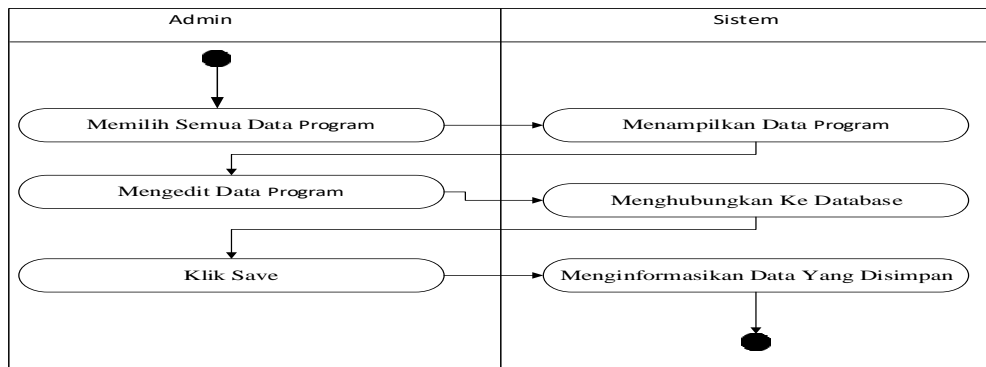 Admin
Sistem
Memilih Semua Data Program
Menampilkan Data Program
Mengedit Data Program
Menghubungkan Ke Database
Klik Save
Menginformasikan Data Yang Disimpan